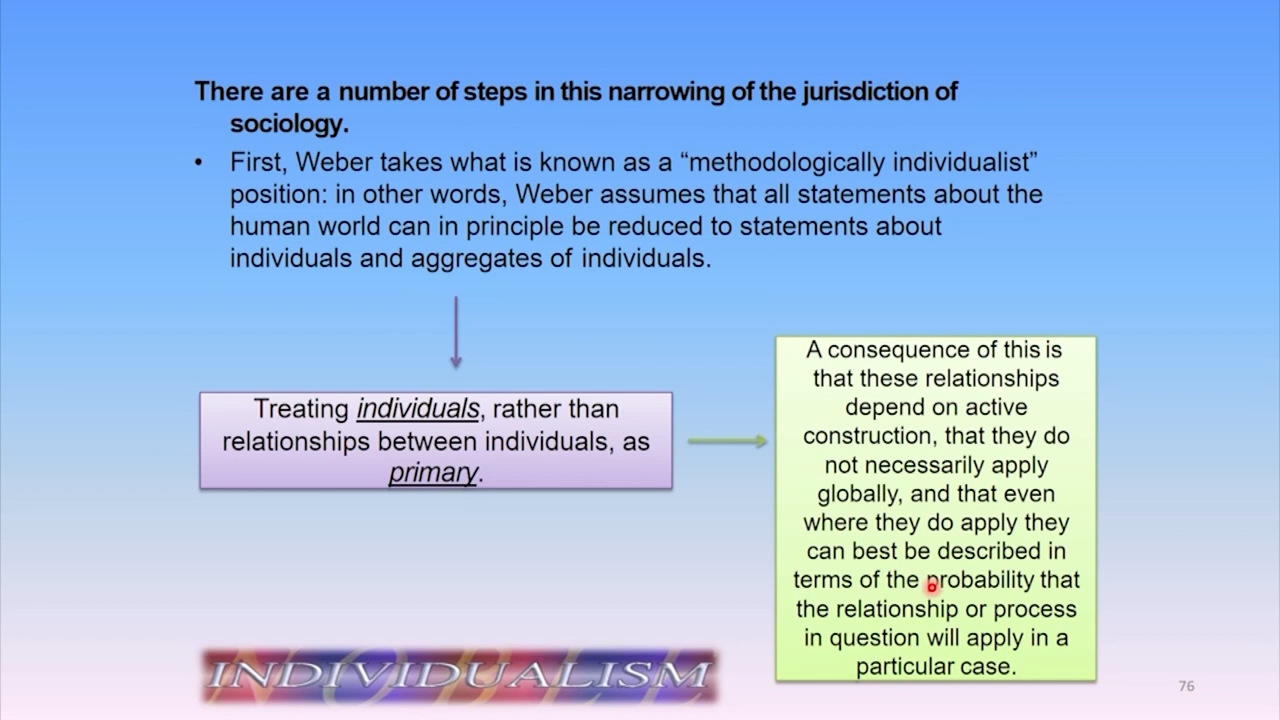 There are a number of steps in this narrowing of the jurisdiction of
sociology.
• First, Weber takes what is known as a “methodologically individualist”
position: in other words, Weber assumes that all statements about the
human world can in principle be reduced to statements about
individuals and aggregates of individuals.
Treating individuals, rather than
relationships between individuals, as
primary.
A consequence of this is
that these relationships
depend on active
construction, that they do
not necessarily apply
globally, and that even
where they do apply they
can best be described in
terms of the probability that
the relationship or process
in question will apply in a
particular case.
INDIVIDUALISM
76